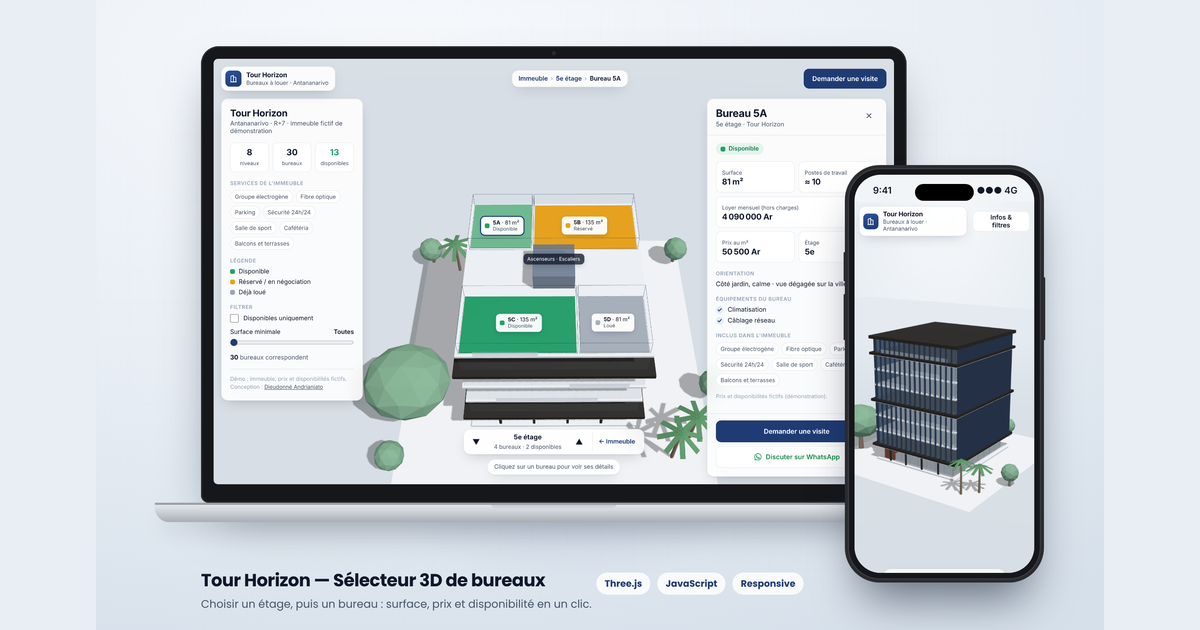 Tour Horizon
Bureaux à louer · Antananarivo
Immeuble › 5e étage › Bureau 5A
Demander une visite
Tour Horizon
Antananarivo · R+7 · immeuble fictif de
démonstration
8
niveaux
30
bureaux
13
disponibles
SERVICES DE L'IMMEUBLE
Groupe électrogène
Fibre optique
Parking
Sécurité 24h/24
Salle de sport
Cafétéria
Balcons et terrasses
LÉGENDE
Disponible
Réservé / en négociation
Déjà loué
FILTRER
Disponibles uniquement
Surface minimale
Toutes
30 bureaux correspondent
Démo : immeuble, prix et disponibilités fictifs.
Conception : Dieudonné Andrianjato
5A · 81 m²
Disponible
5B · 135 m²
Réservé
Ascenseurs · Escaliers
5C · 135 m²
Disponible
5D · 81 m²
Loué
▼
5e étage
4 bureaux · 2 disponibles
▲
← Immeuble
Cliquez sur un bureau pour voir ses détails
Bureau 5A
5e étage · Tour Horizon
×
Disponible
Surface
81 m²
Postes de travail
≈ 10
Loyer mensuel (hors charges)
4 090 000 Ar
Prix au m²
50 500 Ar
Étage
5e
ORIENTATION
Côté jardin, calme · vue dégagée sur la
ÉQUIPEMENTS DU BUREAU
Climatisation
Câblage réseau
INCLUS DANS L'IMMEUBLE
Groupe électrogène
Fibre optique
Sécurité 24h/24
Salle de sport
Balcons et terrasses
Prix et disponibilités fictifs (démonstration).
Demander une visite
Discuter sur WhatsApp
9:41
4G
Tour Horizon
Bureaux à louer ·
Antananarivo
Infos &
filtres
Tour Horizon — Sélecteur 3D de bureaux
Three.js
JavaScript
Responsive
Choisir un étage, puis un bureau : surface, prix et disponibilité en un clic.